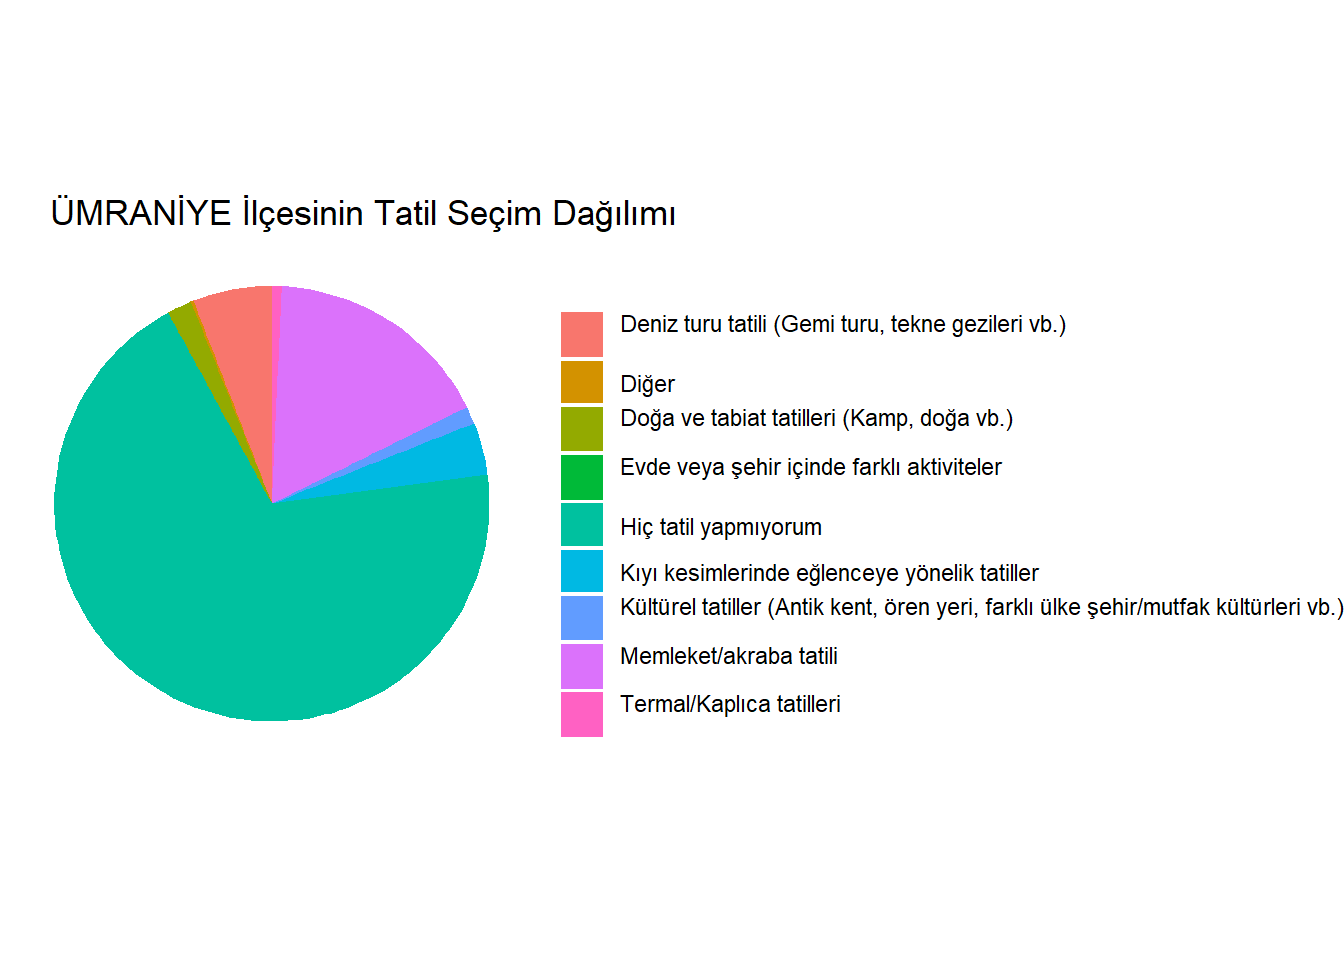 ÜMRANİYE İlçesinin Tatil Seçim Dağılımı
Deniz turu tatili (Gemi turu, tekne gezileri vb.)
Diğer
Doğa ve tabiat tatilleri (Kamp, doğa vb.)
Evde veya şehir içinde farklı aktiviteler
Hiç tatil yapmıyorum
Kıyı kesimlerinde eğlenceye yönelik tatiller
Kültürel tatiller (Antik kent, ören yeri, farklı ülke şehir/mutfak kültürleri vb.)
Memleket/akraba tatili
Termal/Kaplıca tatilleri